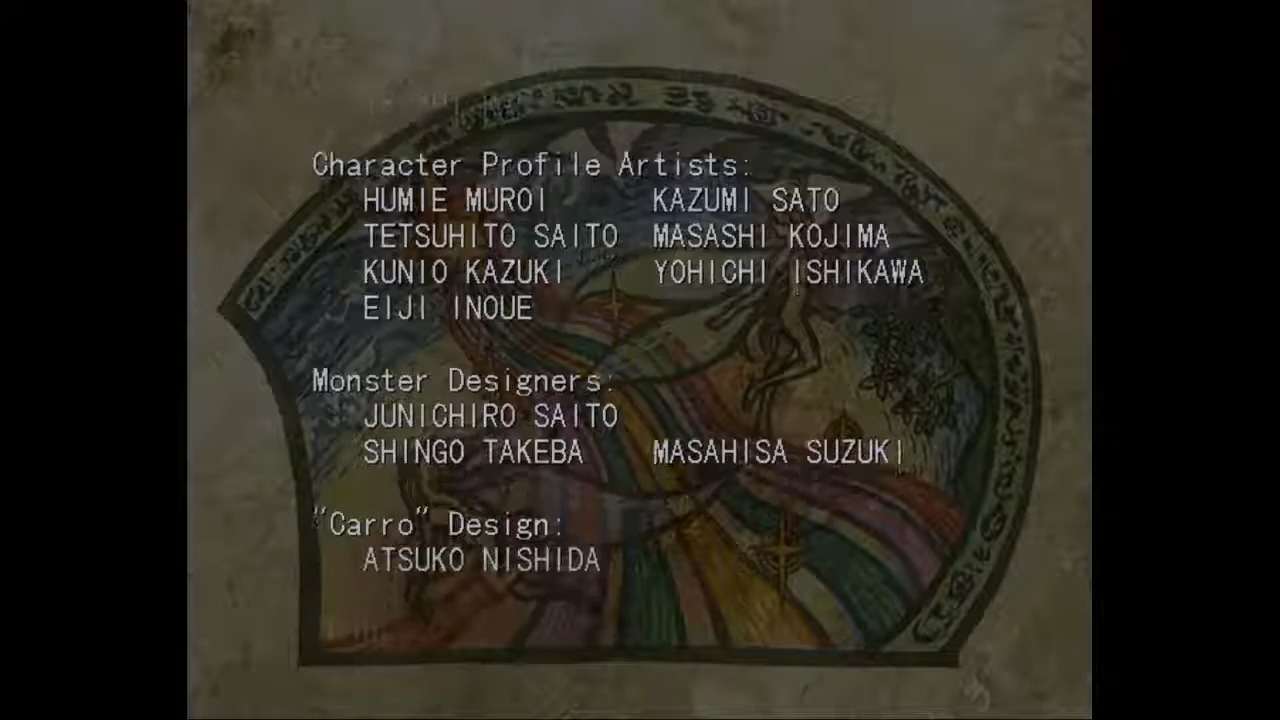 Character Profile Artists:
HUMIE MUROI KAZUMI SATO
TETSUHITO SAITO MASASHI KOJIMA
KUNIO KAZUKI YOHICHI ISHIKAWA
EIJI INOUE
Monster Designers:
JUNICHIRO SAITO
SHINGO TAKEBA MASAHISA SUZUKI
"Carro" Design:
ATSUKO NISHIDA